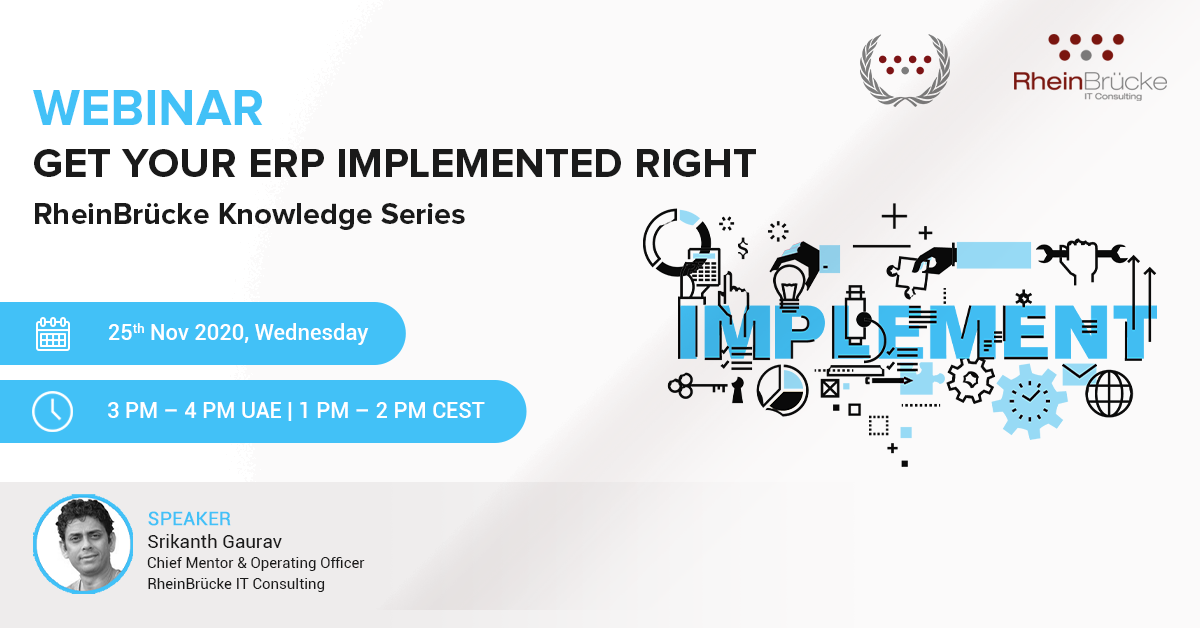 WEBINAR
GET YOUR ERP IMPLEMENTED RIGHT
RheinBrücke Knowledge Series
RheinBrücke
IT Consulting
25th Nov 2020, Wednesday
3 PM – 4 PM UAE | 1 PM – 2 PM CEST
$
IMPLEMENT
SPEAKER
Srikanth Gaurav
Chief Mentor & Operating Officer
RheinBrücke IT Consulting